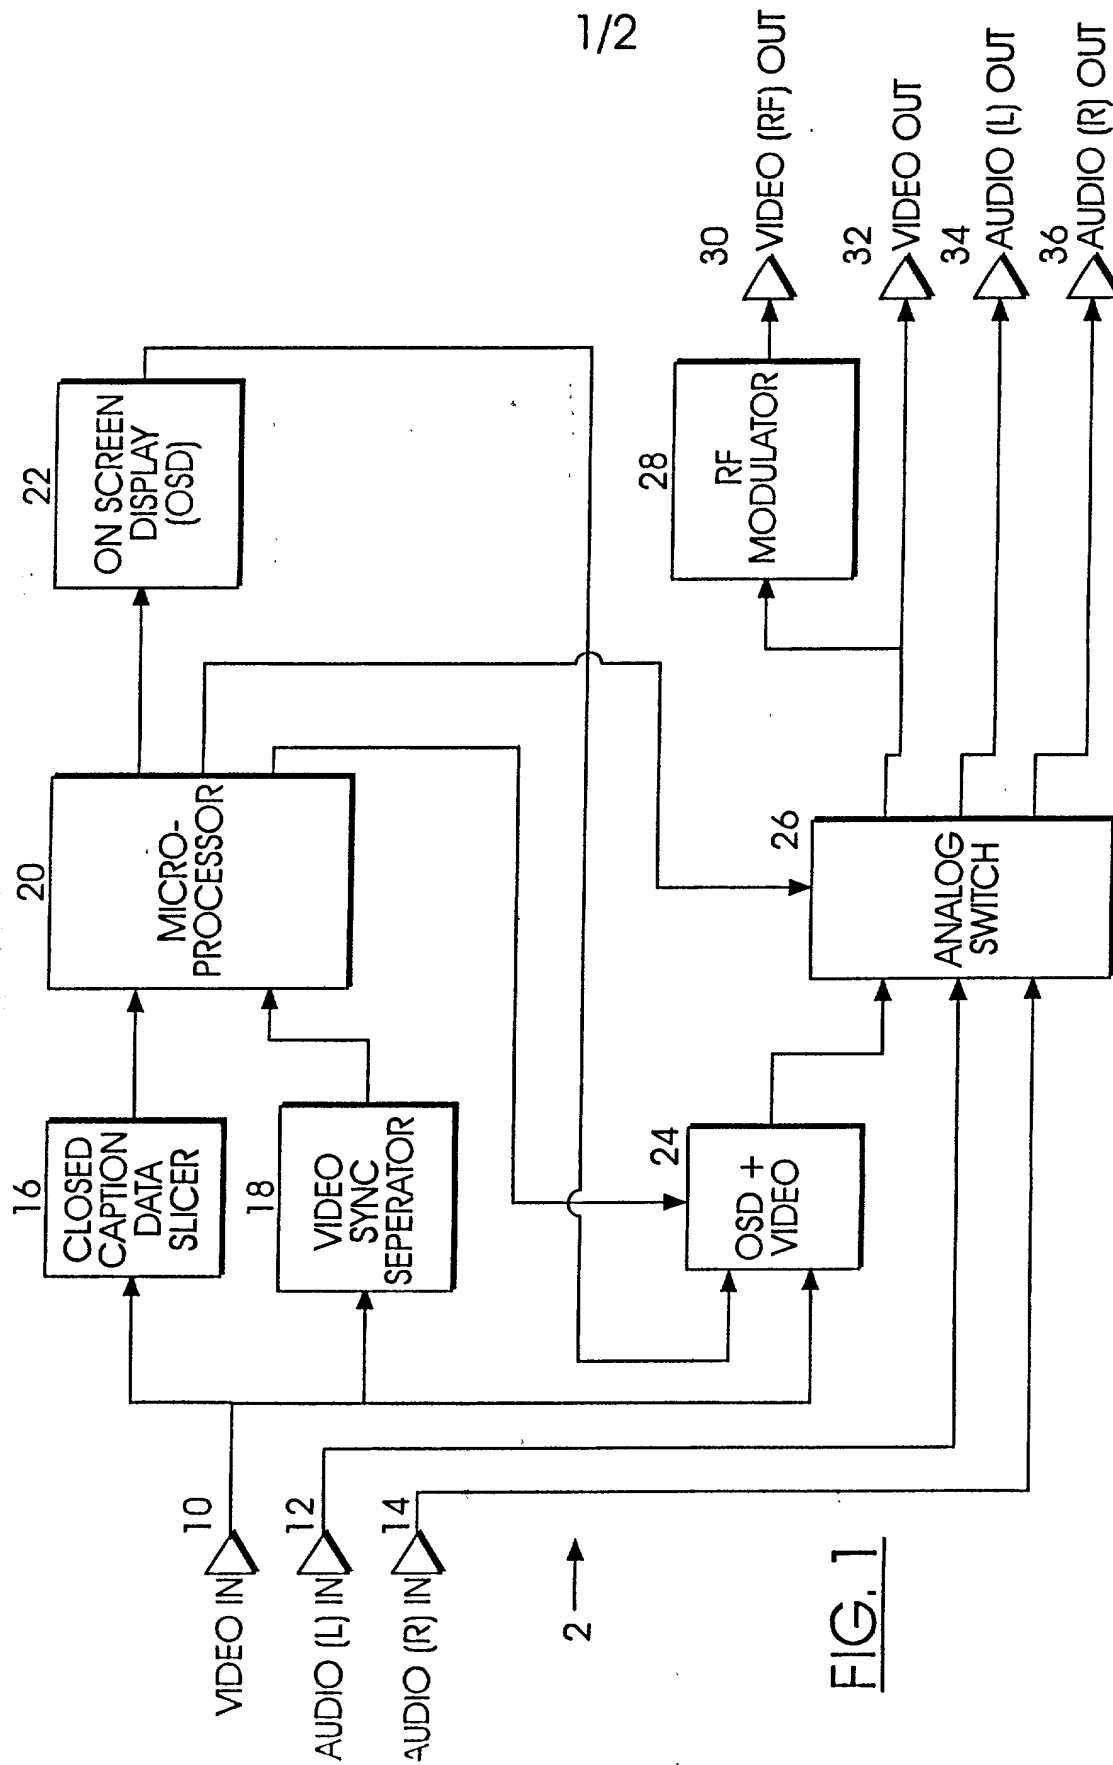 1/2
22
ON SCREEN
DISPLAY
(OSD)
20
MICRO-
PROCESSOR
16
CLOSED
CAPTION
DATA
SLICER
18
VIDEO
SYNC
SEPERATOR
10
VIDEO IN
12
AUDIO (L) IN
14
AUDIO (R) IN
24
OSD +
VIDEO
26
ANALOG
SWITCH
28
RF
MODULATOR
30
VIDEO (RF) OUT
32
VIDEO OUT
34
AUDIO (L) OUT
36
AUDIO (R) OUT
2
FIG. 1